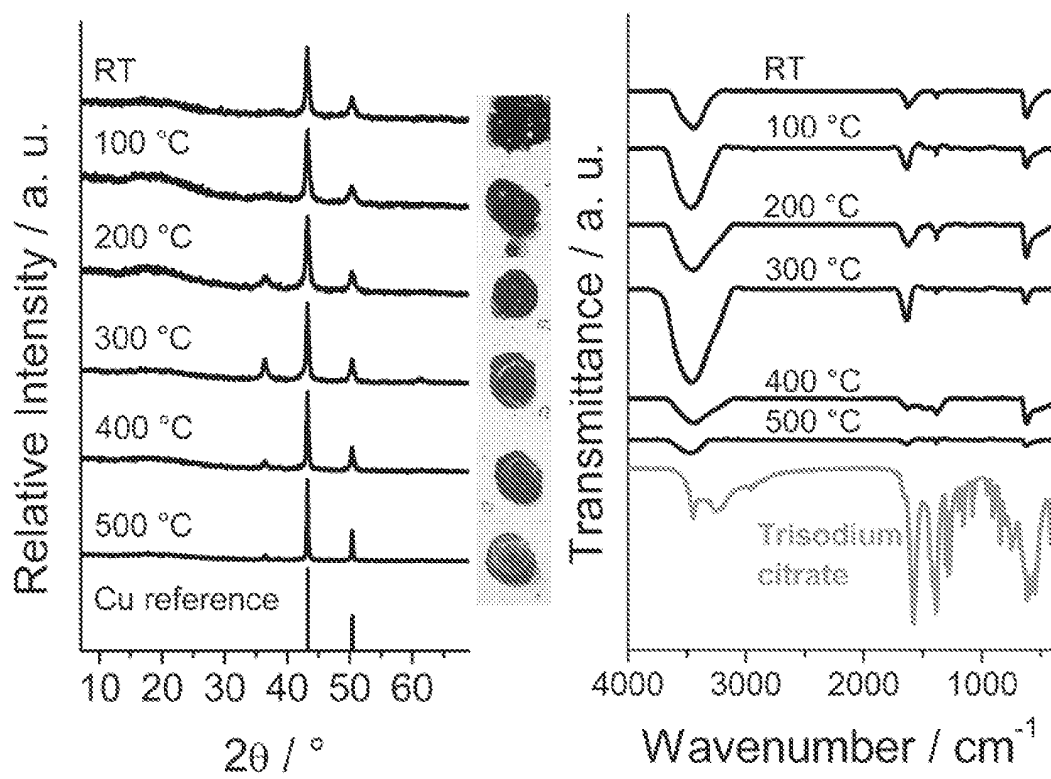 Relative Intensity / a. u.
RT
100 °C
200 °C
300 °C
400 °C
500 °C
Cu reference
10 20 30 40 50 60
2θ / °
Transmittance / a. u.
RT
100 °C
200 °C
300 °C
400 °C
500 °C
Trisodium
citrate
4000 3000 2000 1000
Wavenumber / cm⁻¹